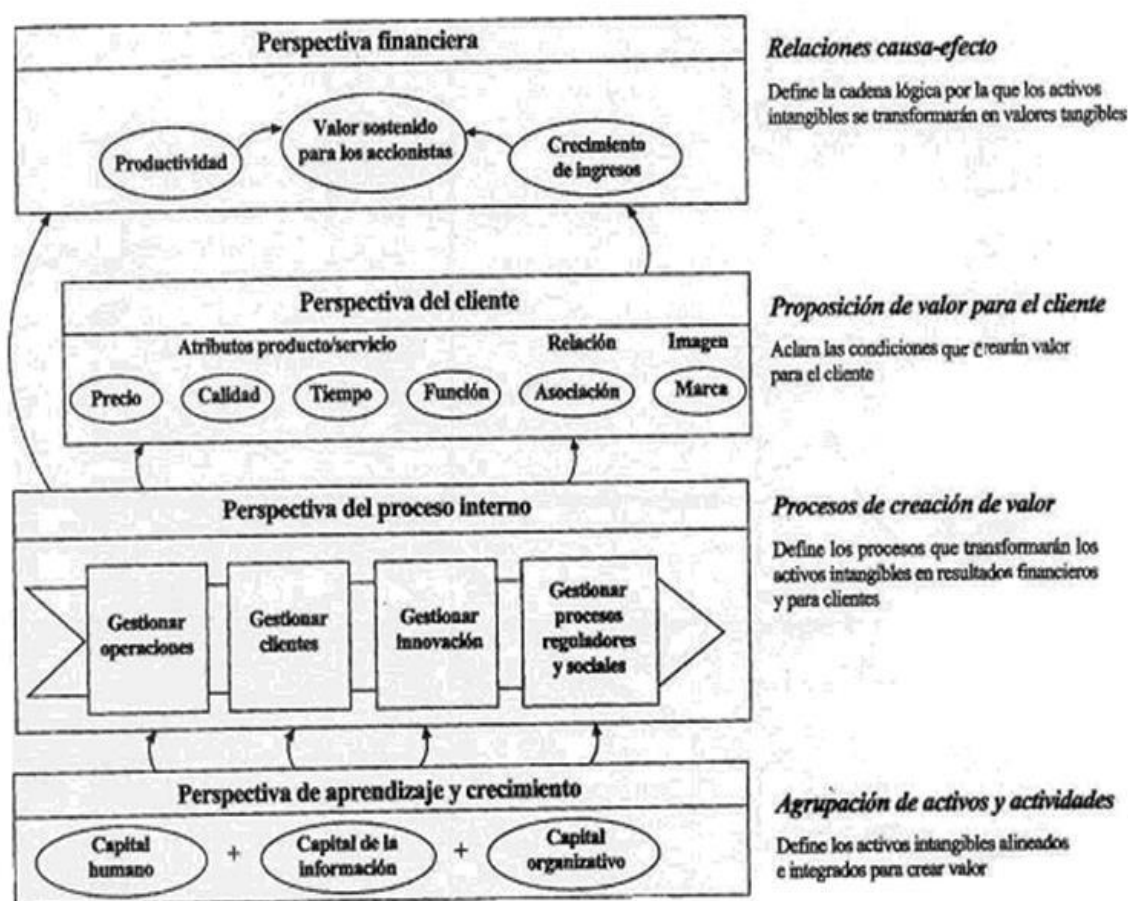 Perspectiva financiera
Productividad
Valor sostenido
para los accionistas
Crecimiento
de ingresos
Relaciones causa-efecto
Define la cadena lógica por la que los activos
intangibles se transformarán en valores tangibles
Perspectiva del cliente
Atributos producto/servicio
Relación
Imagen
Precio
Calidad
Tiempo
Función
Asociación
Marca
Proposición de valor para el cliente
Aclara las condiciones que crearán valor
para el cliente
Perspectiva del proceso interno
Gestionar
operaciones
Gestionar
clientes
Gestionar
innovación
Gestionar
procesos
reguladores
y sociales
Procesos de creación de valor
Define los procesos que transformarán los
activos intangibles en resultados financieros
y para clientes
Perspectiva de aprendizaje y crecimiento
Capital
humano
+
Capital de la
información
+
Capital
organizativo
Agrupación de activos y actividades
Define los activos intangibles alineados
e integrados para crear valor